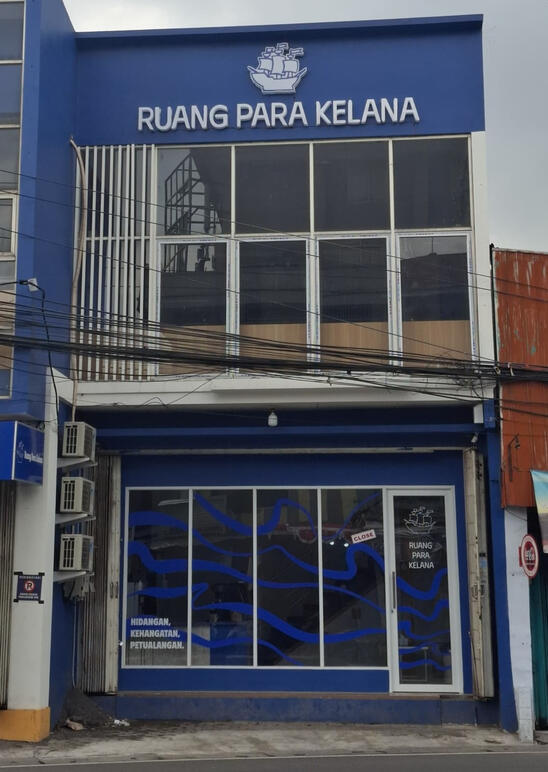 RUANG PARA KELANA
CLOSE
RUANG
PARA
KELANA
HIDANGAN,
KEHANGATAN,
PETUALANGAN.